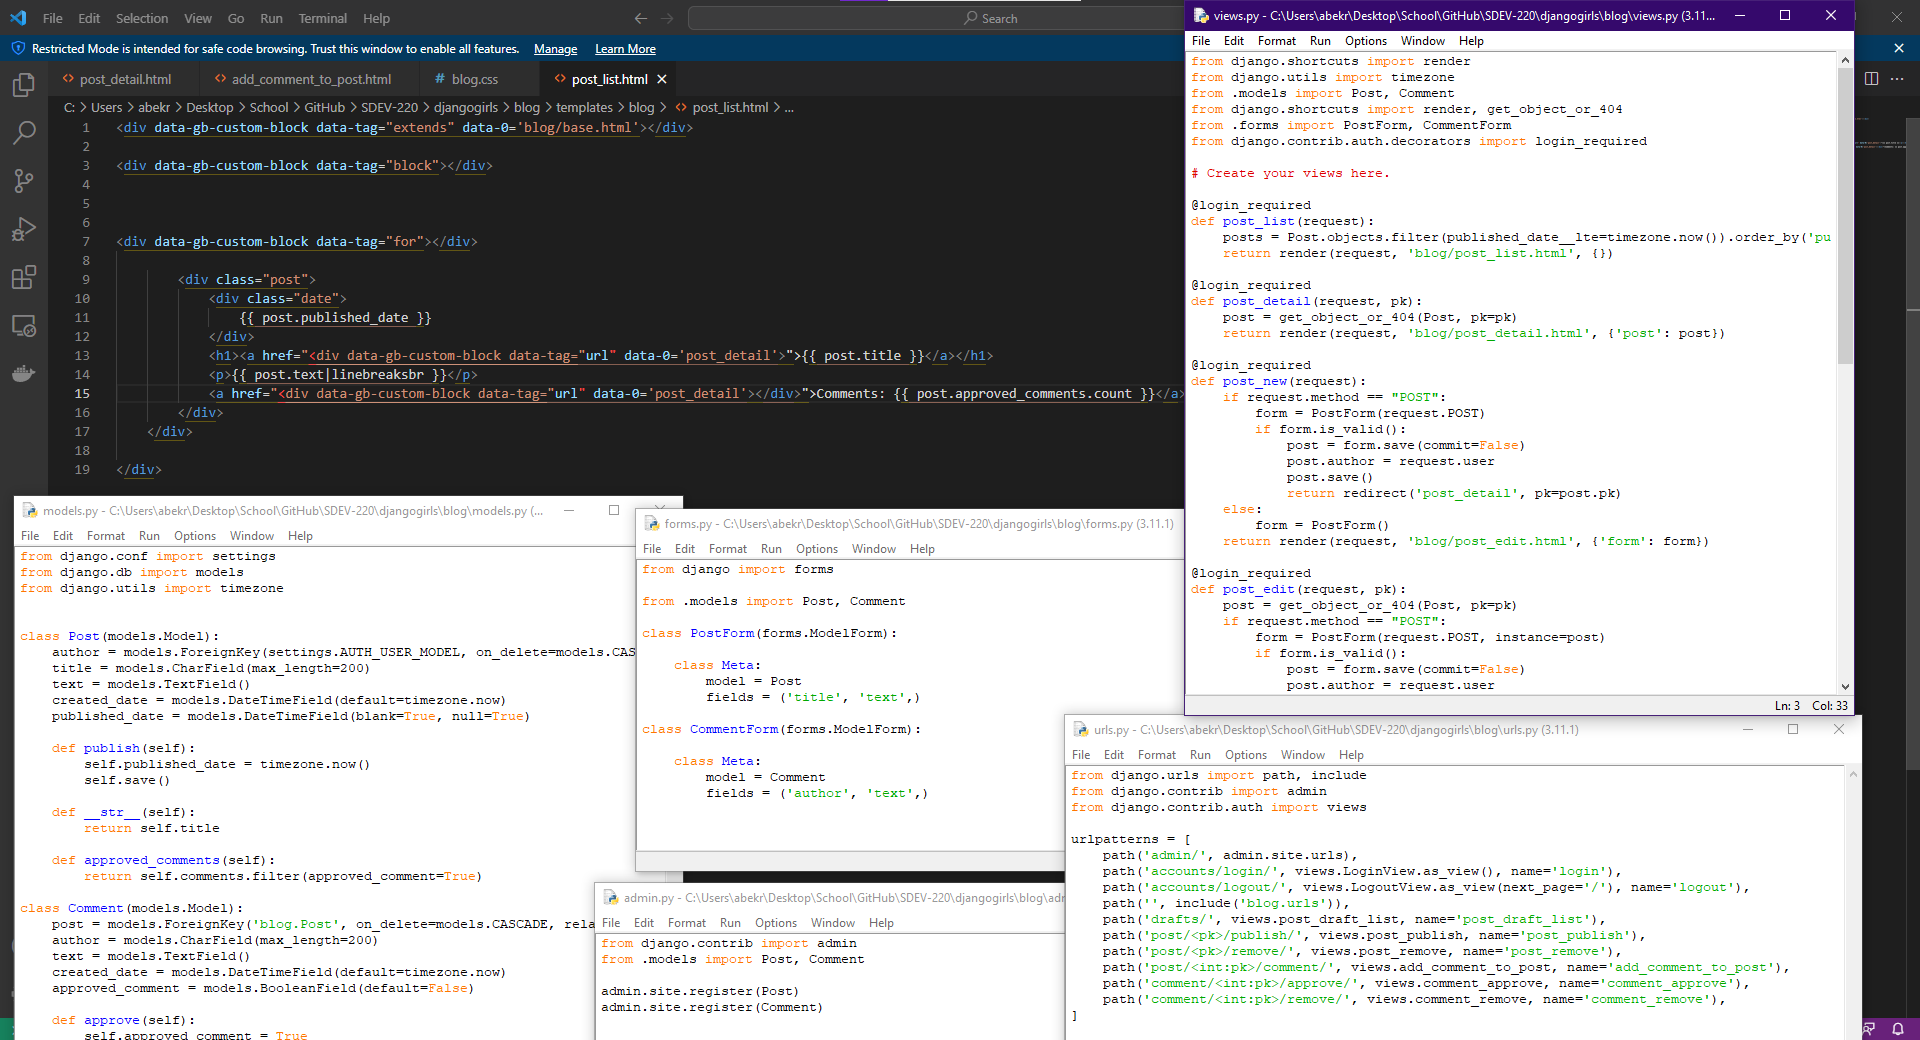 File Edit Selection View Go Run Terminal Help
Search
Restricted Mode is intended for safe code browsing. Trust this window to enable all features. Manage Learn More
post_detail.html
add_comment_to_post.html
blog.css
post_list.html
C: > Users > abekr > Desktop > School > GitHub > SDEV-220 > djangogirls > blog > templates > blog > post_list.html > ...
1 <div data-gb-custom-block data-tag="extends" data-0='blog/base.html'></div>
2
3 <div data-gb-custom-block data-tag="block"></div>
4
5
6
7 <div data-gb-custom-block data-tag="for"></div>
8
9 <div class="post">
10 <div class="date">
11 {{ post.published_date }}
12 </div>
13 <h1><a href="<div data-gb-custom-block data-tag="url" data-0='post_detail'>">{{ post.title }}</a></h1>
14 <p>{{ post.text|linebreaksbr }}</p>
15 <a href="<div data-gb-custom-block data-tag="url" data-0='post_detail'></div>">Comments: {{ post.approved_comments.count }}</a>
16 </div>
17 </div>
18
19 </div>
views.py - C:\Users\abekr\Desktop\School\GitHub\SDEV-220\djangogirls\blog\views.py (3.11...
File Edit Format Run Options Window Help
from django.shortcuts import render
from django.utils import timezone
from .models import Post, Comment
from django.shortcuts import render, get_object_or_404
from .forms import PostForm, CommentForm
from django.contrib.auth.decorators import login_required
# Create your views here.
@login_required
def post_list(request):
posts = Post.objects.filter(published_date__lte=timezone.now()).order_by('pu
return render(request, 'blog/post_list.html', {})
@login_required
def post_detail(request, pk):
post = get_object_or_404(Post, pk=pk)
return render(request, 'blog/post_detail.html', {'post': post})
@login_required
def post_new(request):
if request.method == "POST":
form = PostForm(request.POST)
if form.is_valid():
post = form.save(commit=False)
post.author = request.user
post.save()
return redirect('post_detail', pk=post.pk)
else:
form = PostForm()
return render(request, 'blog/post_edit.html', {'form': form})
@login_required
def post_edit(request, pk):
post = get_object_or_404(Post, pk=pk)
if request.method == "POST":
form = PostForm(request.POST, instance=post)
if form.is_valid():
post = form.save(commit=False)
post.author = request.user
Ln: 3 Col: 33
models.py - C:\Users\abekr\Desktop\School\GitHub\SDEV-220\djangogirls\blog\models.py (...
File Edit Format Run Options Window Help
from django.conf import settings
from django.db import models
from django.utils import timezone
class Post(models.Model):
author = models.ForeignKey(settings.AUTH_USER_MODEL, on_delete=models.CAS
title = models.CharField(max_length=200)
text = models.TextField()
created_date = models.DateTimeField(default=timezone.now)
published_date = models.DateTimeField(blank=True, null=True)
def publish(self):
self.published_date = timezone.now()
self.save()
def __str__(self):
return self.title
def approved_comments(self):
return self.comments.filter(approved_comment=True)
class Comment(models.Model):
post = models.ForeignKey('blog.Post', on_delete=models.CASCADE, rela
author = models.CharField(max_length=200)
text = models.TextField()
created_date = models.DateTimeField(default=timezone.now)
approved_comment = models.BooleanField(default=False)
def approve(self):
self.approved_comment = True
forms.py - C:\Users\abekr\Desktop\School\GitHub\SDEV-220\djangogirls\blog\forms.py (3.11.1)
File Edit Format Run Options Window Help
from django import forms
from .models import Post, Comment
class PostForm(forms.ModelForm):
class Meta:
model = Post
fields = ('title', 'text',)
class CommentForm(forms.ModelForm):
class Meta:
model = Comment
fields = ('author', 'text',)
admin.py - C:\Users\abekr\Desktop\School\GitHub\SDEV-220\djangogirls\blog\adm
File Edit Format Run Options Window Help
from django.contrib import admin
from .models import Post, Comment
admin.site.register(Post)
admin.site.register(Comment)
urls.py - C:\Users\abekr\Desktop\School\GitHub\SDEV-220\djangogirls\blog\urls.py (3.11.1)
File Edit Format Run Options Window Help
from django.urls import path, include
from django.contrib import admin
from django.contrib.auth import views
urlpatterns = [
path('admin/', admin.site.urls),
path('accounts/login/', views.LoginView.as_view(), name='login'),
path('accounts/logout/', views.LogoutView.as_view(next_page='/'), name='logout'),
path('', include('blog.urls')),
path('drafts/', views.post_draft_list, name='post_draft_list'),
path('post/<pk>/publish/', views.post_publish, name='post_publish'),
path('post/<pk>/remove/', views.post_remove, name='post_remove'),
path('post/<int:pk>/comment/', views.add_comment_to_post, name='add_comment_to_post'),
path('comment/<int:pk>/approve/', views.comment_approve, name='comment_approve'),
path('comment/<int:pk>/remove/', views.comment_remove, name='comment_remove'),
]